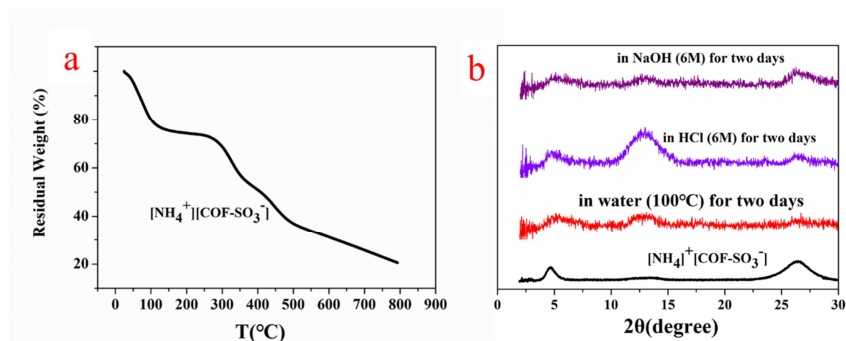 a
Residual Weight (%)
100
80
60
40
20
[NH₄⁺][COF-SO₃⁻]
0 100 200 300 400 500 600 700 800 900
T(℃)
b
in NaOH (6M) for two days
in HCl (6M) for two days
in water (100℃) for two days
[NH₄]⁺[COF-SO₃⁻]
0 5 10 15 20 25 30
2θ(degree)